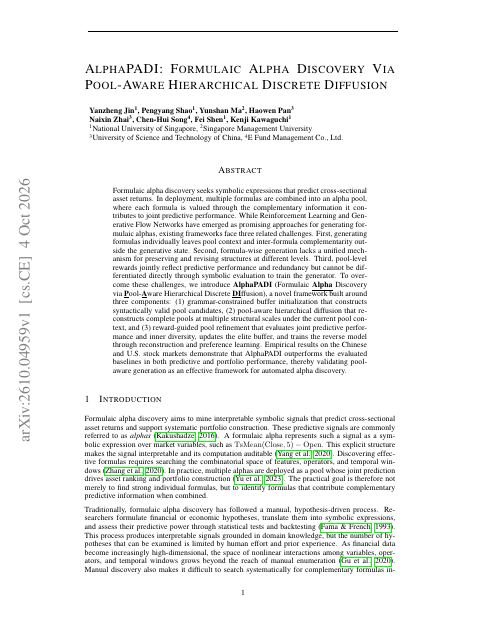 ALPHAPADI: FORMULAIC ALPHA DISCOVERY VIA
POOL-AWARE HIERARCHICAL DISCRETE DIFFUSION
Yanzheng Jin1, Pengyang Shao1, Yunshan Ma2, Haowen Pan3
Naixin Zhai3, Chen-Hui Song4, Fei Shen1, Kenji Kawaguchi1
1National University of Singapore, 2Singapore Management University
3University of Science and Technology of China, 4E Fund Management Co., Ltd.
ABSTRACT
Formulaic alpha discovery seeks symbolic expressions that predict cross-sectional
asset returns. In deployment, multiple formulas are combined into an alpha pool,
where each formula is valued through the complementary information it con-
tributes to joint predictive performance. While Reinforcement Learning and Gen-
erative Flow Networks have emerged as promising approaches for generating for-
mulaic alphas, existing frameworks face three related challenges. First, generating
formulas individually leaves pool context and inter-formula complementarity out-
side the generative state. Second, formula-wise generation lacks a unified mech-
anism for preserving and revising structures at different levels. Third, pool-level
rewards jointly reflect predictive performance and redundancy but cannot be dif-
ferentiated directly through symbolic evaluation to train the generator. To over-
come these challenges, we introduce AlphaPADI (Formulaic Alpha Discovery
via Pool-Aware Hierarchical Discrete DIffusion), a novel framework built around
three components: (1) grammar-constrained buffer initialization that constructs
syntactically valid pool candidates, (2) pool-aware hierarchical diffusion that re-
constructs complete pools at multiple structural scales under the current pool con-
text, and (3) reward-guided pool refinement that evaluates joint predictive perfor-
mance and inner diversity, updates the elite buffer, and trains the reverse model
through reconstruction and preference learning. Empirical results on the Chinese
and U.S. stock markets demonstrate that AlphaPADI outperforms the evaluated
baselines in both predictive and portfolio performance, thereby validating pool-
aware generation as an effective framework for automated alpha discovery.
1 INTRODUCTION
Formulaic alpha discovery aims to mine interpretable symbolic signals that predict cross-sectional
asset returns and support systematic portfolio construction. These predictive signals are commonly
referred to as alphas (Kakushadze, 2016). A formulaic alpha represents such a signal as a sym-
bolic expression over market variables, such as TsMean(Close, 5) − Open. This explicit structure
makes the signal interpretable and its computation auditable (Yang et al., 2020). Discovering effec-
tive formulas requires searching the combinatorial space of features, operators, and temporal win-
dows (Zhang et al., 2020). In practice, multiple alphas are deployed as a pool whose joint prediction
drives asset ranking and portfolio construction (Yu et al., 2023). The practical goal is therefore not
merely to find strong individual formulas, but to identify formulas that contribute complementary
predictive information when combined.
Traditionally, formulaic alpha discovery has followed a manual, hypothesis-driven process. Re-
searchers formulate financial or economic hypotheses, translate them into symbolic expressions,
and assess their predictive power through statistical tests and backtesting (Fama & French, 1993).
This process produces interpretable signals grounded in domain knowledge, but the number of hy-
potheses that can be examined is limited by human effort and prior experience. As financial data
become increasingly high-dimensional, the space of nonlinear interactions among variables, oper-
ators, and temporal windows grows beyond the reach of manual enumeration (Gu et al., 2020).
Manual discovery also makes it difficult to search systematically for complementary formulas in-
1
arXiv:2610.04959v1 [cs.CE] 4 Oct 2026